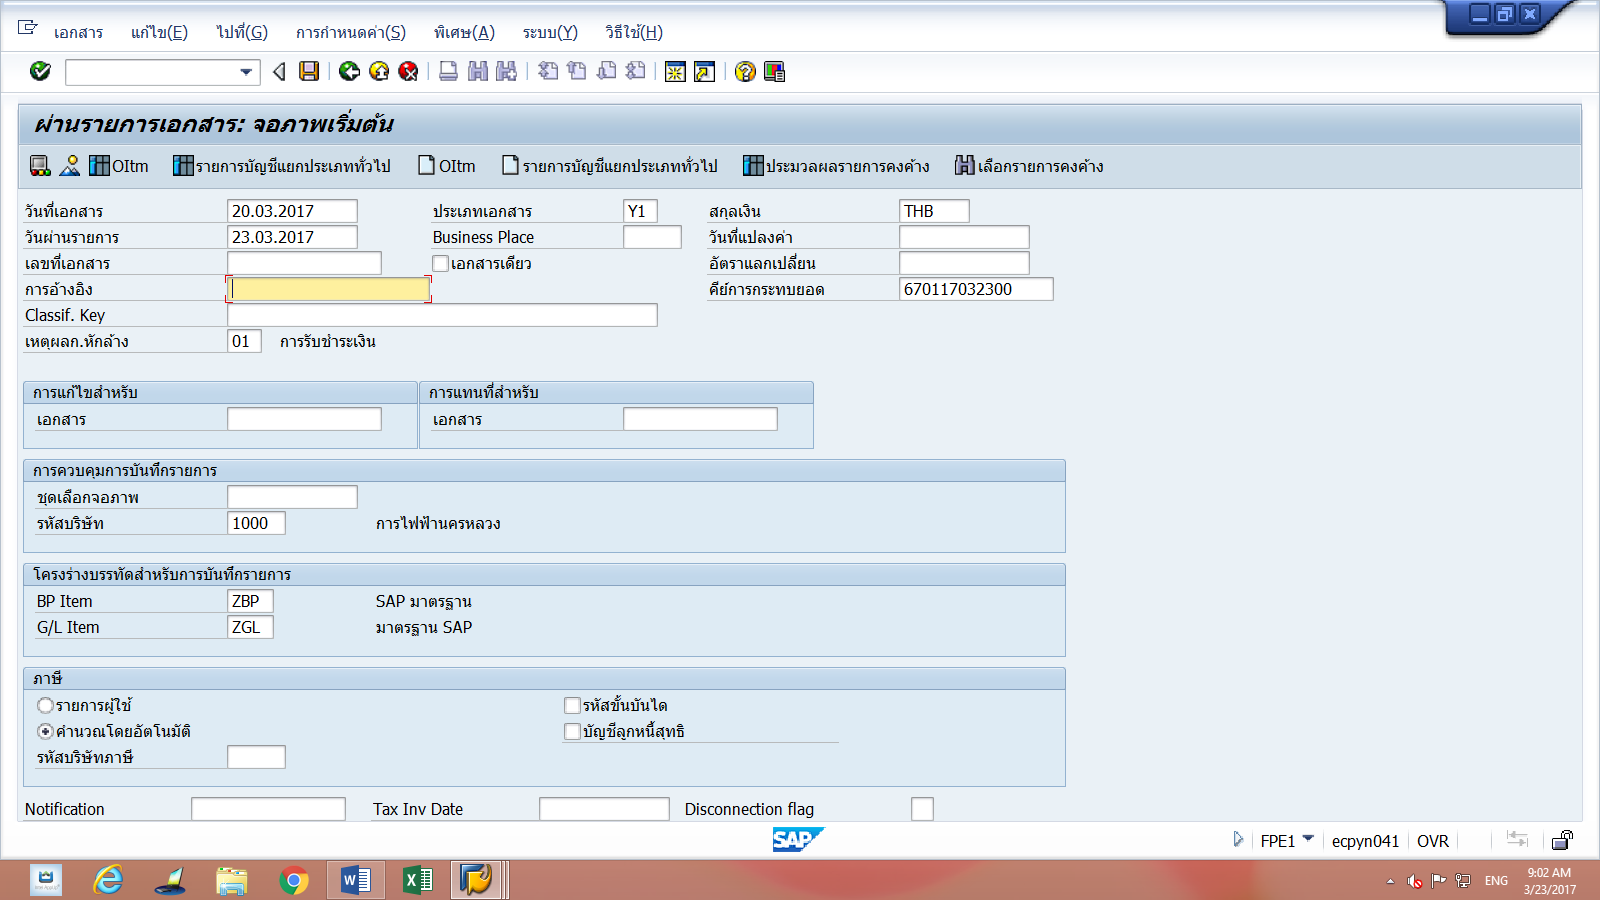 เอกสาร แก้ไข(E) ไปที่(G) การกำหนดค่า(S) พิเศษ(A) ระบบ(Y) วิธีใช้(H)
ผ่านรายการเอกสาร: จอภาพเริ่มต้น
OItm รายการบัญชีแยกประเภททั่วไป OItm รายการบัญชีแยกประเภททั่วไป ประมวลผลรายการคงค้าง เลือกรายการคงค้าง
วันที่เอกสาร 20.03.2017 ประเภทเอกสาร Y1 สกุลเงิน THB
วันผ่านรายการ 23.03.2017 Business Place วันที่แปลงค่า
เลขที่เอกสาร เอกสารเดียว อัตราแลกเปลี่ยน
การอ้างอิง คีย์การกระทบยอด 670117032300
Classif. Key
เหตุผลก.หักล้าง 01 การรับชำระเงิน
การแก้ไขสำหรับ การแทนที่สำหรับ
เอกสาร เอกสาร
การควบคุมการบันทึกรายการ
ชุดเลือกจอภาพ
รหัสบริษัท 1000 การไฟฟ้านครหลวง
โครงร่างบรรทัดสำหรับการบันทึกรายการ
BP Item ZBP SAP มาตรฐาน
G/L Item ZGL มาตรฐาน SAP
ภาษี
รายการผู้ใช้ รหัสขั้นบันได
คำนวณโดยอัตโนมัติ บัญชีลูกหนี้สุทธิ
รหัสบริษัทภาษี
Notification Tax Inv Date Disconnection flag
SAP FPE1 ecpyn041 OVR
ENG 9:02 AM
3/23/2017